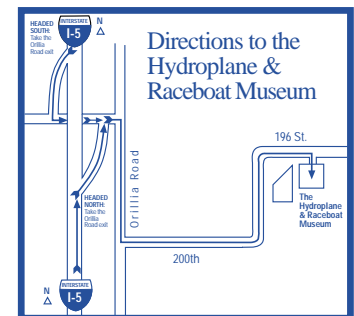 HEADED
SOUTH:
Take the
Orillia
Road exit
INTERSTATE
I-5
N
Directions to the
Hydroplane &
Raceboat Museum
196 St.
Orillia Road
The
Hydroplane
& Raceboat
Museum
HEADED
NORTH:
Take the
Orillia
Road exit
200th
N
INTERSTATE
I-5